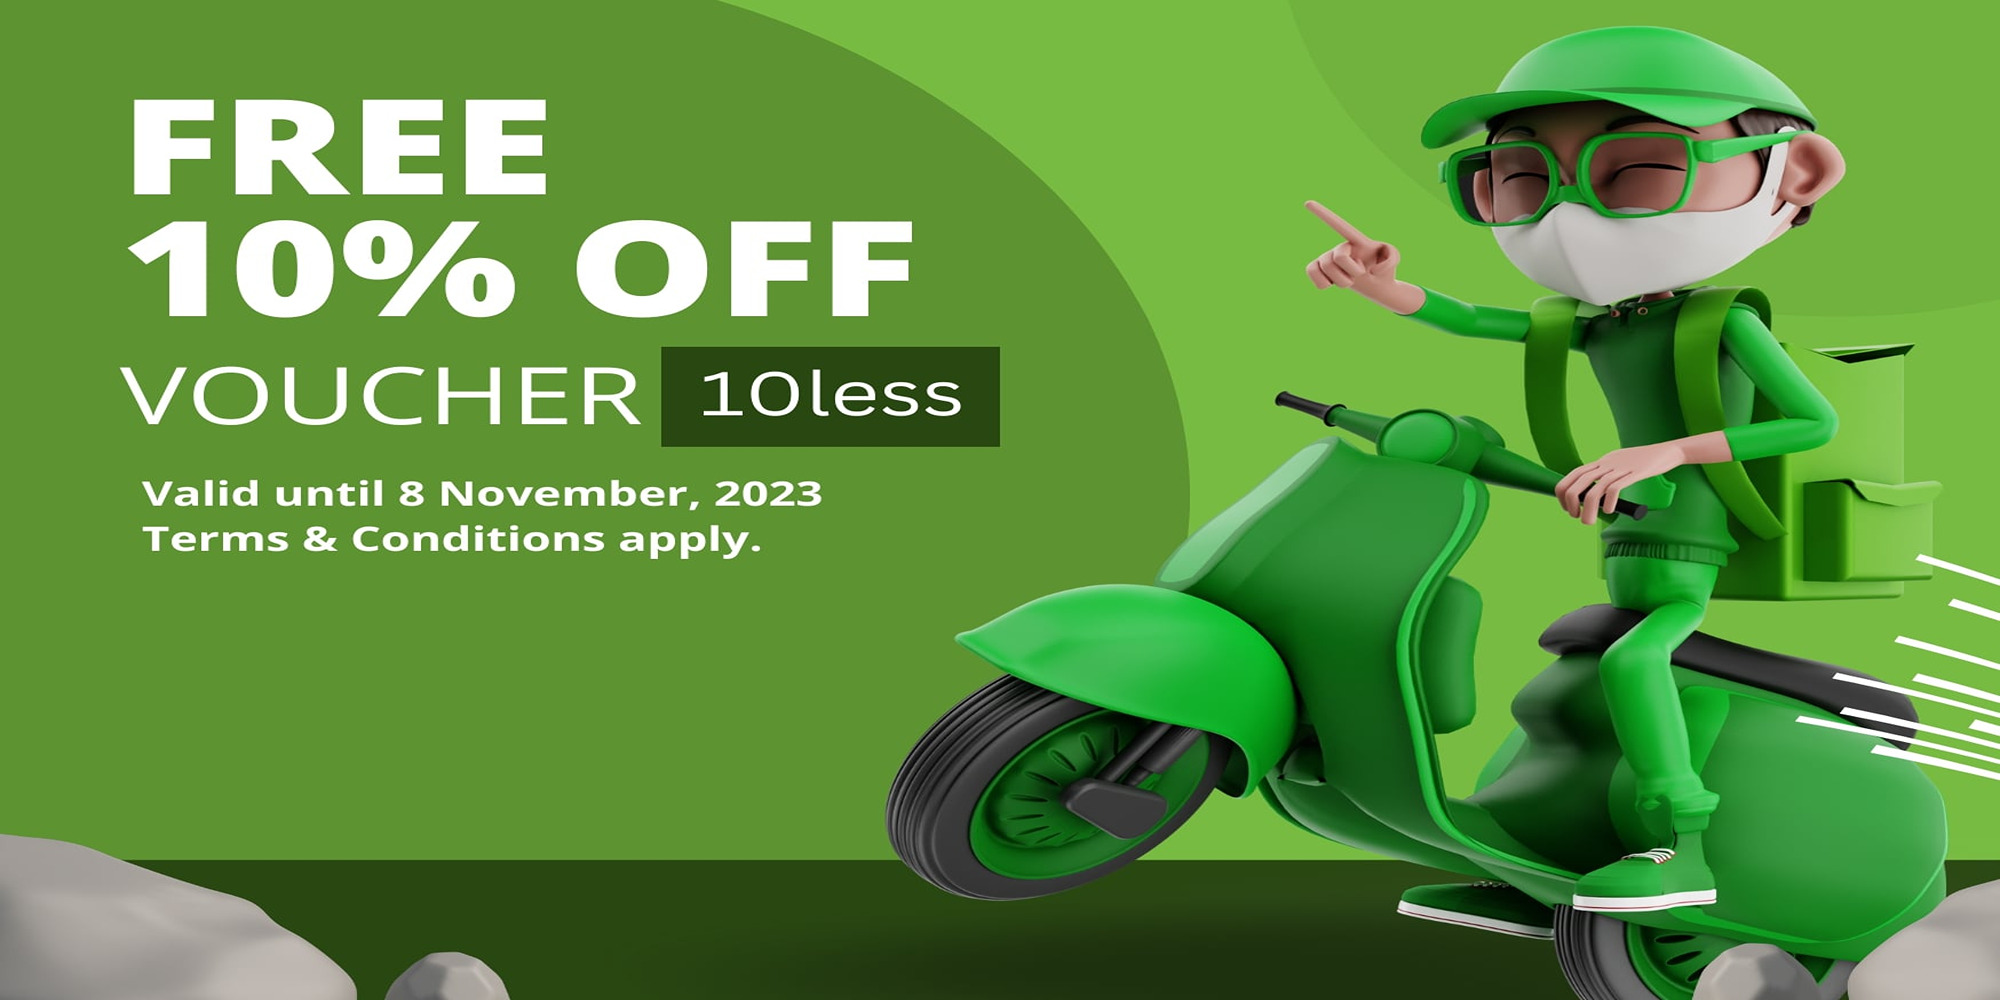 FREE
10% OFF
VOUCHER 10less
Valid until 8 November, 2023
Terms & Conditions apply.